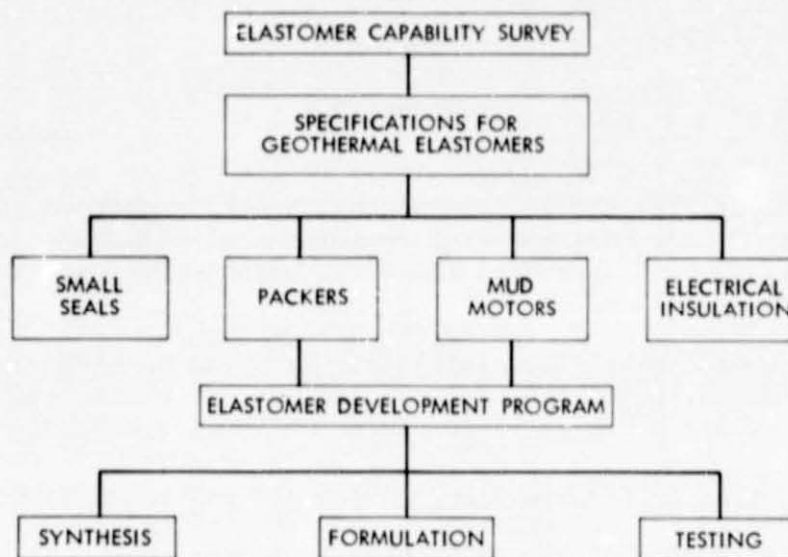 ELASTOMER CAPABILITY SURVEY
SPECIFICATIONS FOR
GEOTHERMAL ELASTOMERS
SMALL
SEALS
PACKERS
MUD
MOTORS
ELECTRICAL
INSULATION
ELASTOMER DEVELOPMENT PROGRAM
SYNTHESIS
FORMULATION
TESTING